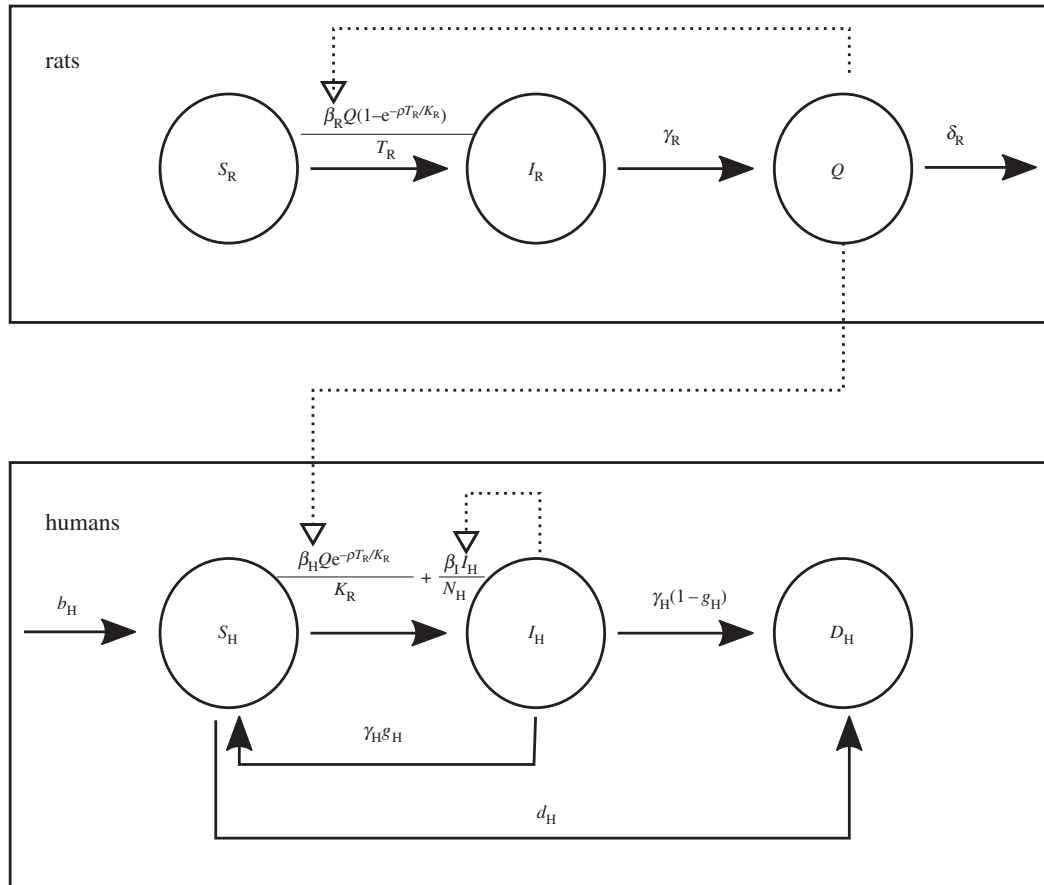 rats
β_R Q(1–e^{–ρT_R/K_R})
T_R
S_R
I_R
γ_R
Q
δ_R
humans
β_H Q e^{–ρT_R/K_R} + β_I I_H
K_R N_H
b_H
S_H
I_H
γ_H(1–g_H)
D_H
γ_H g_H
d_H